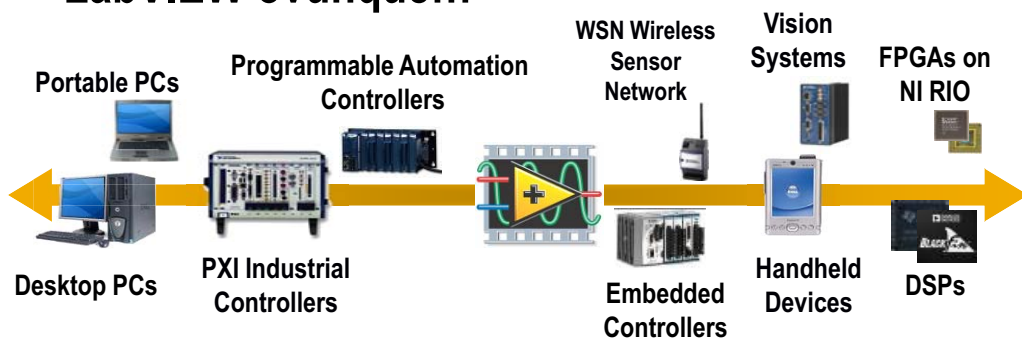 Portable PCs
Programmable Automation
Controllers
WSN Wireless
Sensor
Network
Vision
Systems
FPGAs on
NI RIO
Desktop PCs
PXI Industrial
Controllers
Embedded
Controllers
Handheld
Devices
DSPs